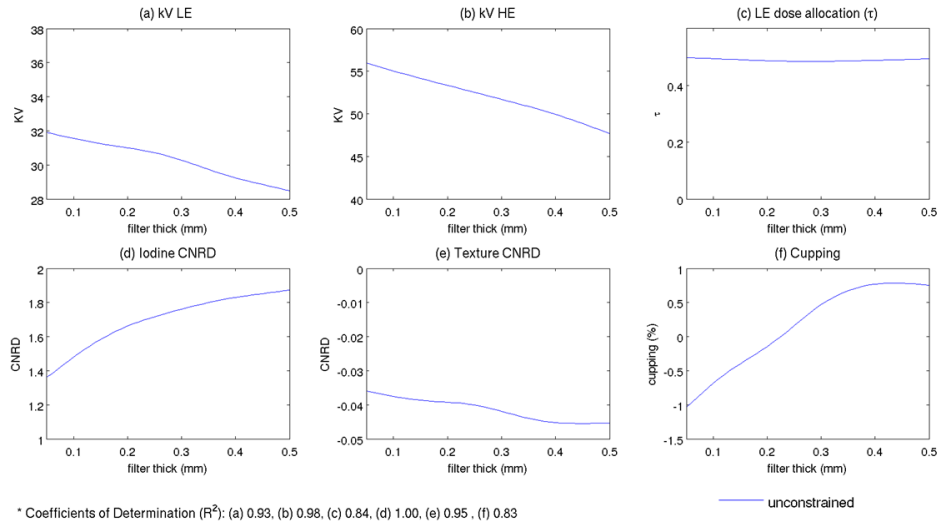 (a) kV LE
(b) kV HE
(c) LE dose allocation (τ)
38
36
34
32
30
28
KV
0.1 0.2 0.3 0.4 0.5
filter thick (mm)
60
55
50
45
40
KV
0.1 0.2 0.3 0.4 0.5
filter thick (mm)
0.4
0.2
0
τ
0.1 0.2 0.3 0.4 0.5
filter thick (mm)
(d) Iodine CNRD
(e) Texture CNRD
(f) Cupping
2
1.8
1.6
1.4
1.2
1
CNRD
0.1 0.2 0.3 0.4 0.5
filter thick (mm)
0
-0.01
-0.02
-0.03
-0.04
-0.05
CNRD
0.1 0.2 0.3 0.4 0.5
filter thick (mm)
1
0.5
0
-0.5
-1
-1.5
cupping (%)
0.1 0.2 0.3 0.4 0.5
filter thick (mm)
unconstrained
* Coefficients of Determination (R²): (a) 0.93, (b) 0.98, (c) 0.84, (d) 1.00, (e) 0.95 , (f) 0.83